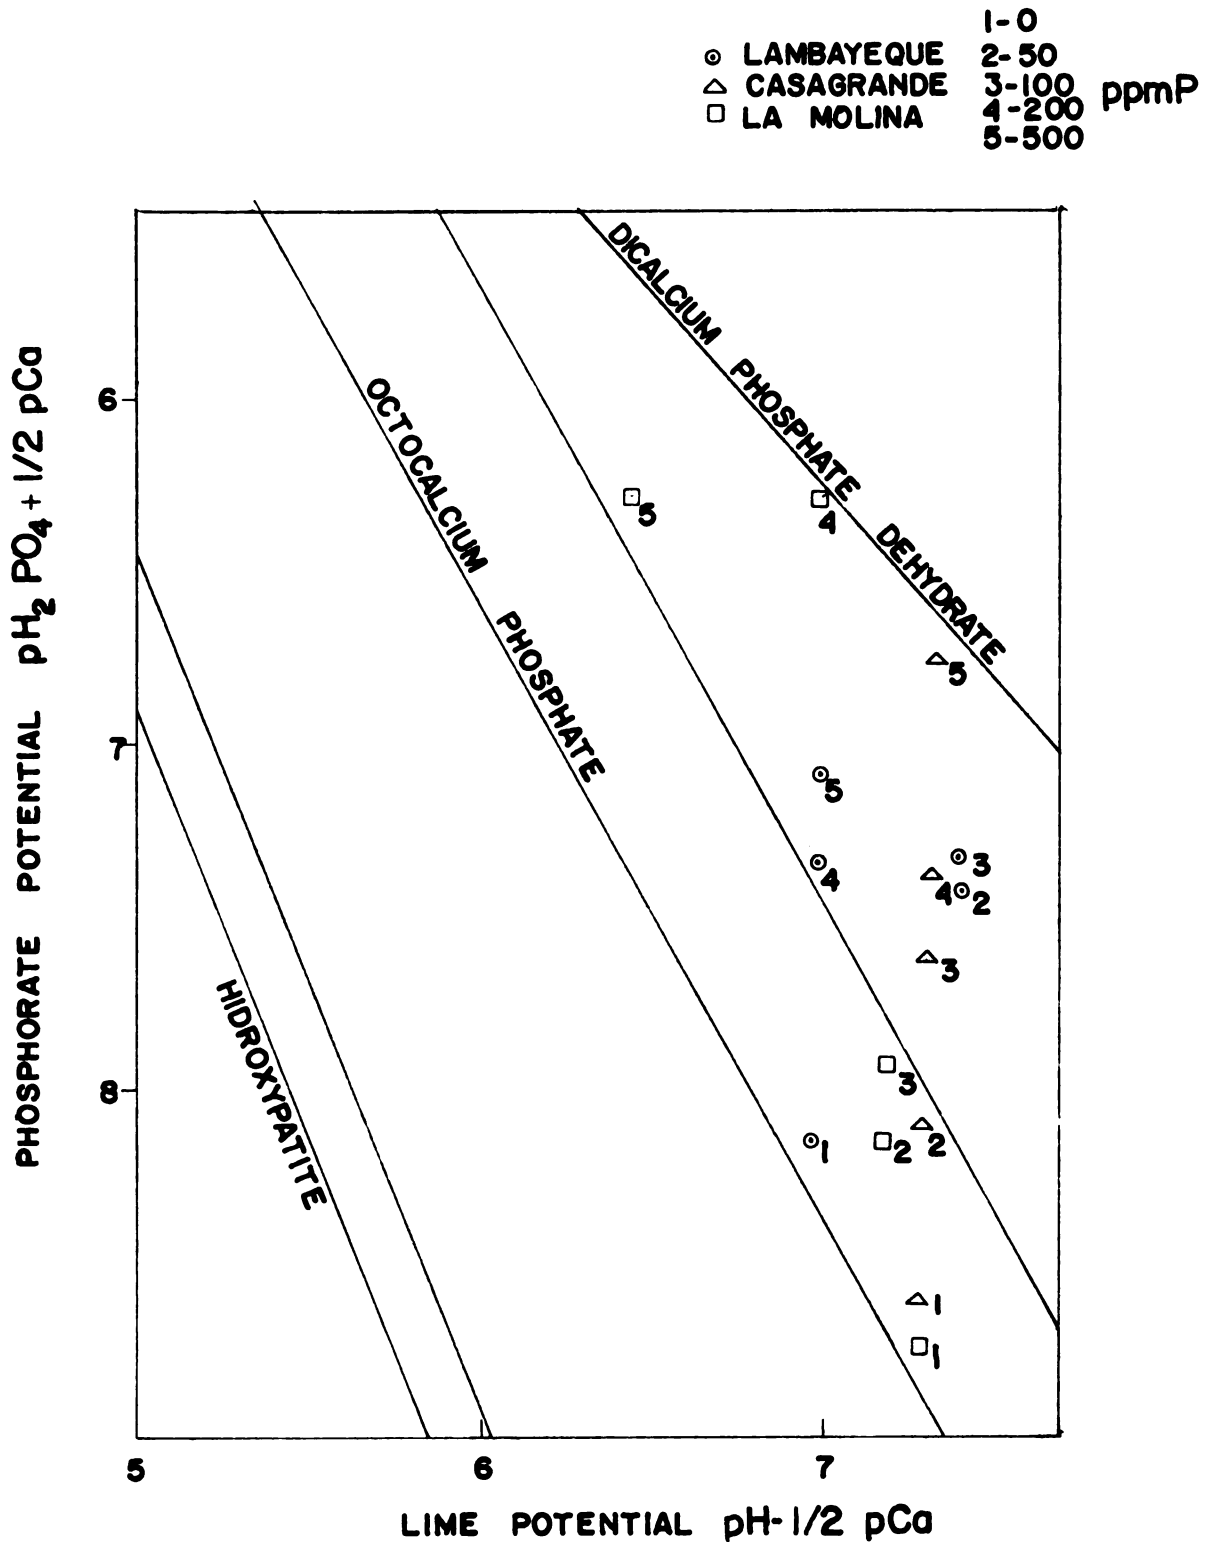 1-0
⊙ LAMBAYEQUE 2-50
△ CASAGRANDE 3-100 ppmP
□ LA MOLINA 4-200
5-500
PHOSPHORATE POTENTIAL pH₂PO₄+1/2 pCa
DICALCIUM PHOSPHATE DEHYDRATE
OCTOCALCIUM PHOSPHATE
HIDROXYPATITE
6
7
8
5
4
5
5
4
3
4
2
3
3
2
1
2
1
1
5
6
7
LIME POTENTIAL pH-1/2 pCa